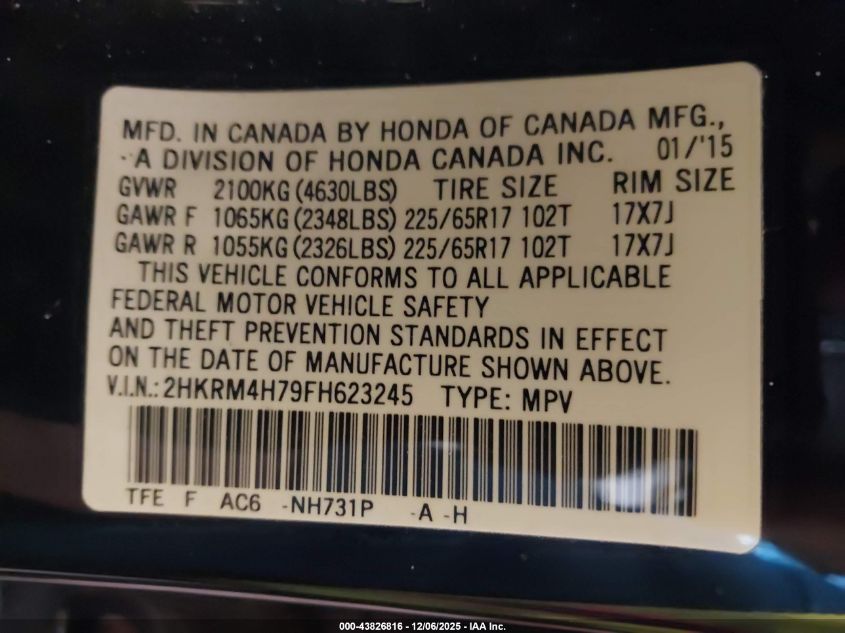 MFD. IN CANADA BY HONDA OF CANADA MFG.,
A DIVISION OF HONDA CANADA INC. 01/'15
GVWR 2100KG (4630LBS) TIRE SIZE RIM SIZE
GAWR F 1065KG (2348LBS) 225/65R17 102T 17X7J
GAWR R 1055KG (2326LBS) 225/65R17 102T 17X7J
THIS VEHICLE CONFORMS TO ALL APPLICABLE
FEDERAL MOTOR VEHICLE SAFETY
AND THEFT PREVENTION STANDARDS IN EFFECT
ON THE DATE OF MANUFACTURE SHOWN ABOVE.
V.I.N.: 2HKRM4H79FH623245 TYPE: MPV
TFE F AC6 -NH731P -A -H
000-43826816 - 12/06/2025 - IAA Inc.